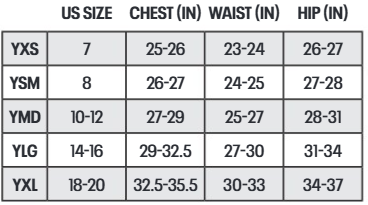 US SIZE CHEST (IN) WAIST (IN) HIP (IN)
YXS 7 25-26 23-24 26-27
YSM 8 26-27 24-25 27-28
YMD 10-12 27-29 25-27 28-31
YLG 14-16 29-32.5 27-30 31-34
YXL 18-20 32.5-35.5 30-33 34-37